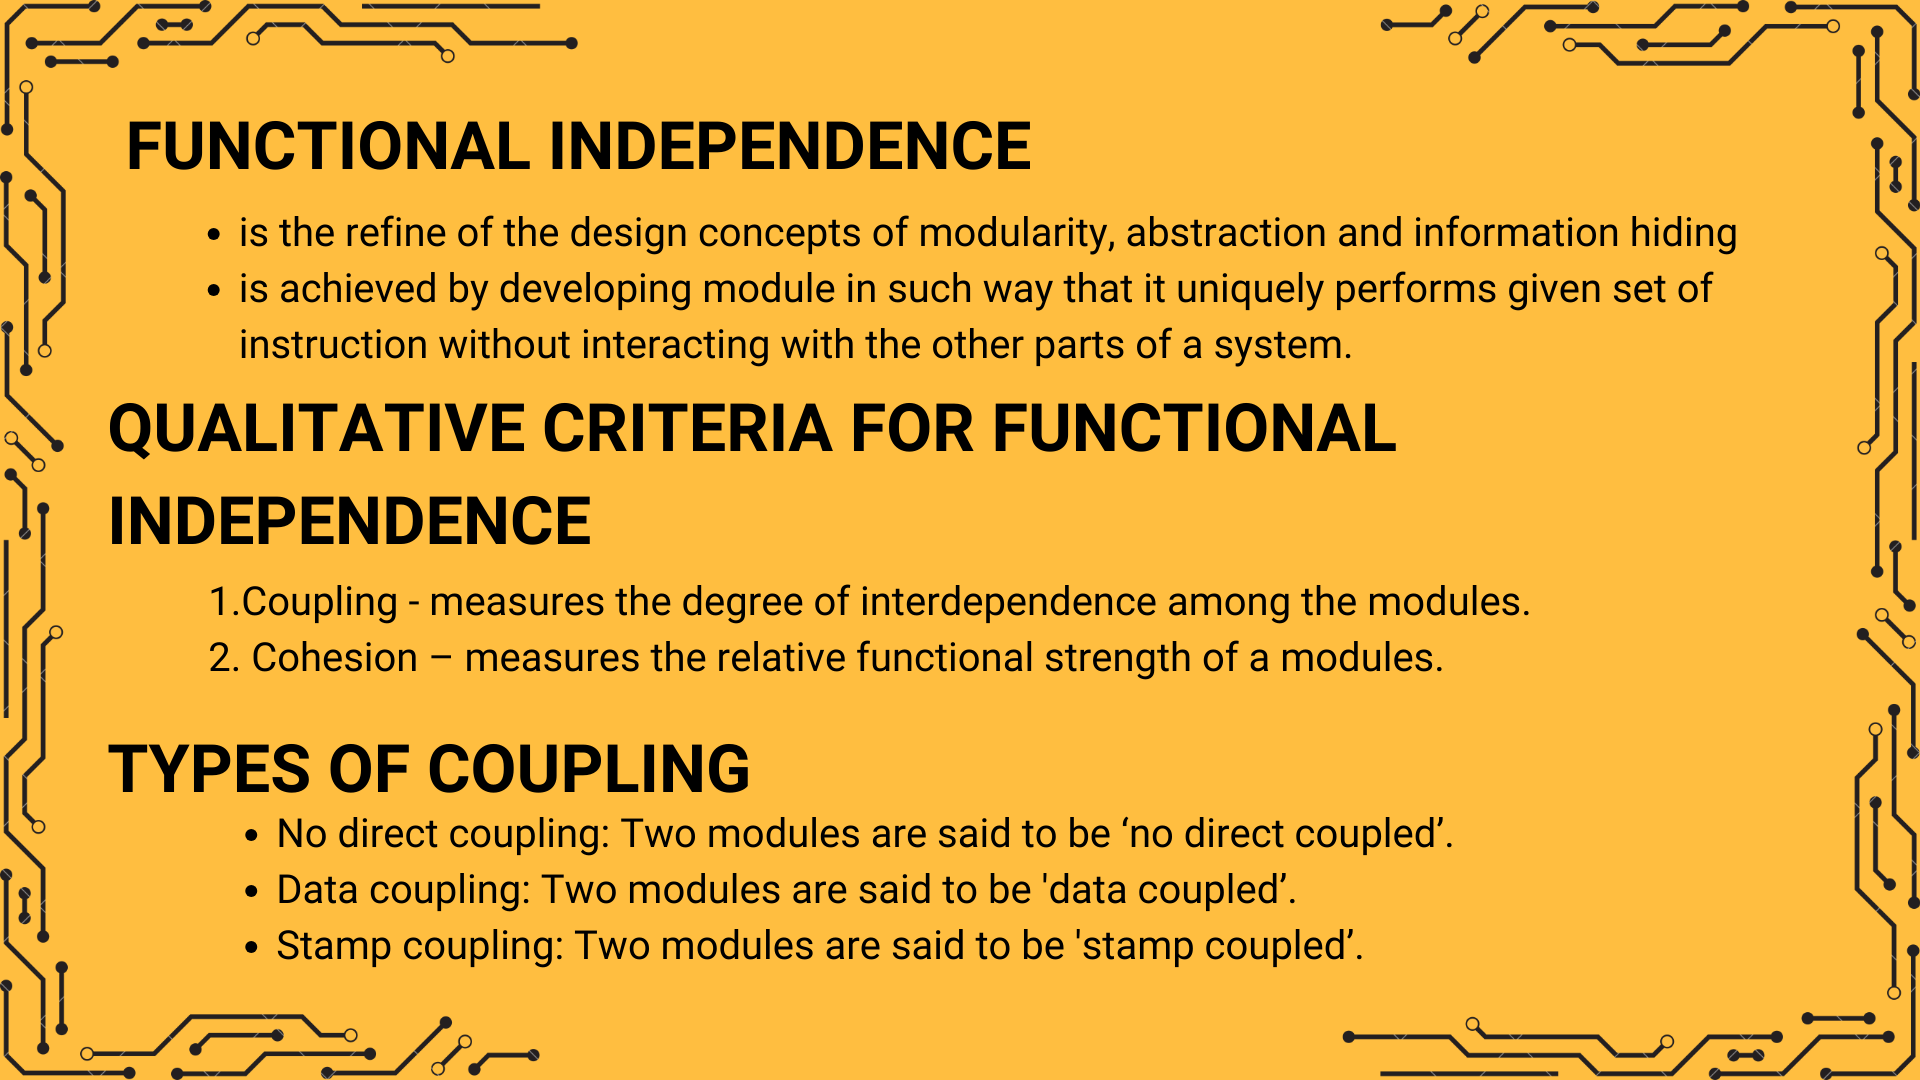 FUNCTIONAL INDEPENDENCE
• is the refine of the design concepts of modularity, abstraction and information hiding
• is achieved by developing module in such way that it uniquely performs given set of
instruction without interacting with the other parts of a system.
QUALITATIVE CRITERIA FOR FUNCTIONAL
INDEPENDENCE
1.Coupling - measures the degree of interdependence among the modules.
2. Cohesion – measures the relative functional strength of a modules.
TYPES OF COUPLING
• No direct coupling: Two modules are said to be ‘no direct coupled’.
• Data coupling: Two modules are said to be 'data coupled’.
• Stamp coupling: Two modules are said to be 'stamp coupled’.